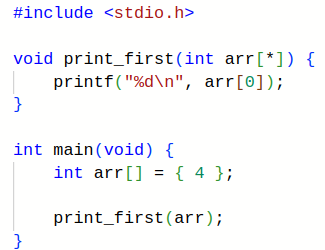 #include <stdio.h>

void print_first(int arr[*]) {
    printf("%d\n", arr[0]);
}

int main(void) {
    int arr[] = { 4 };

    print_first(arr);
}